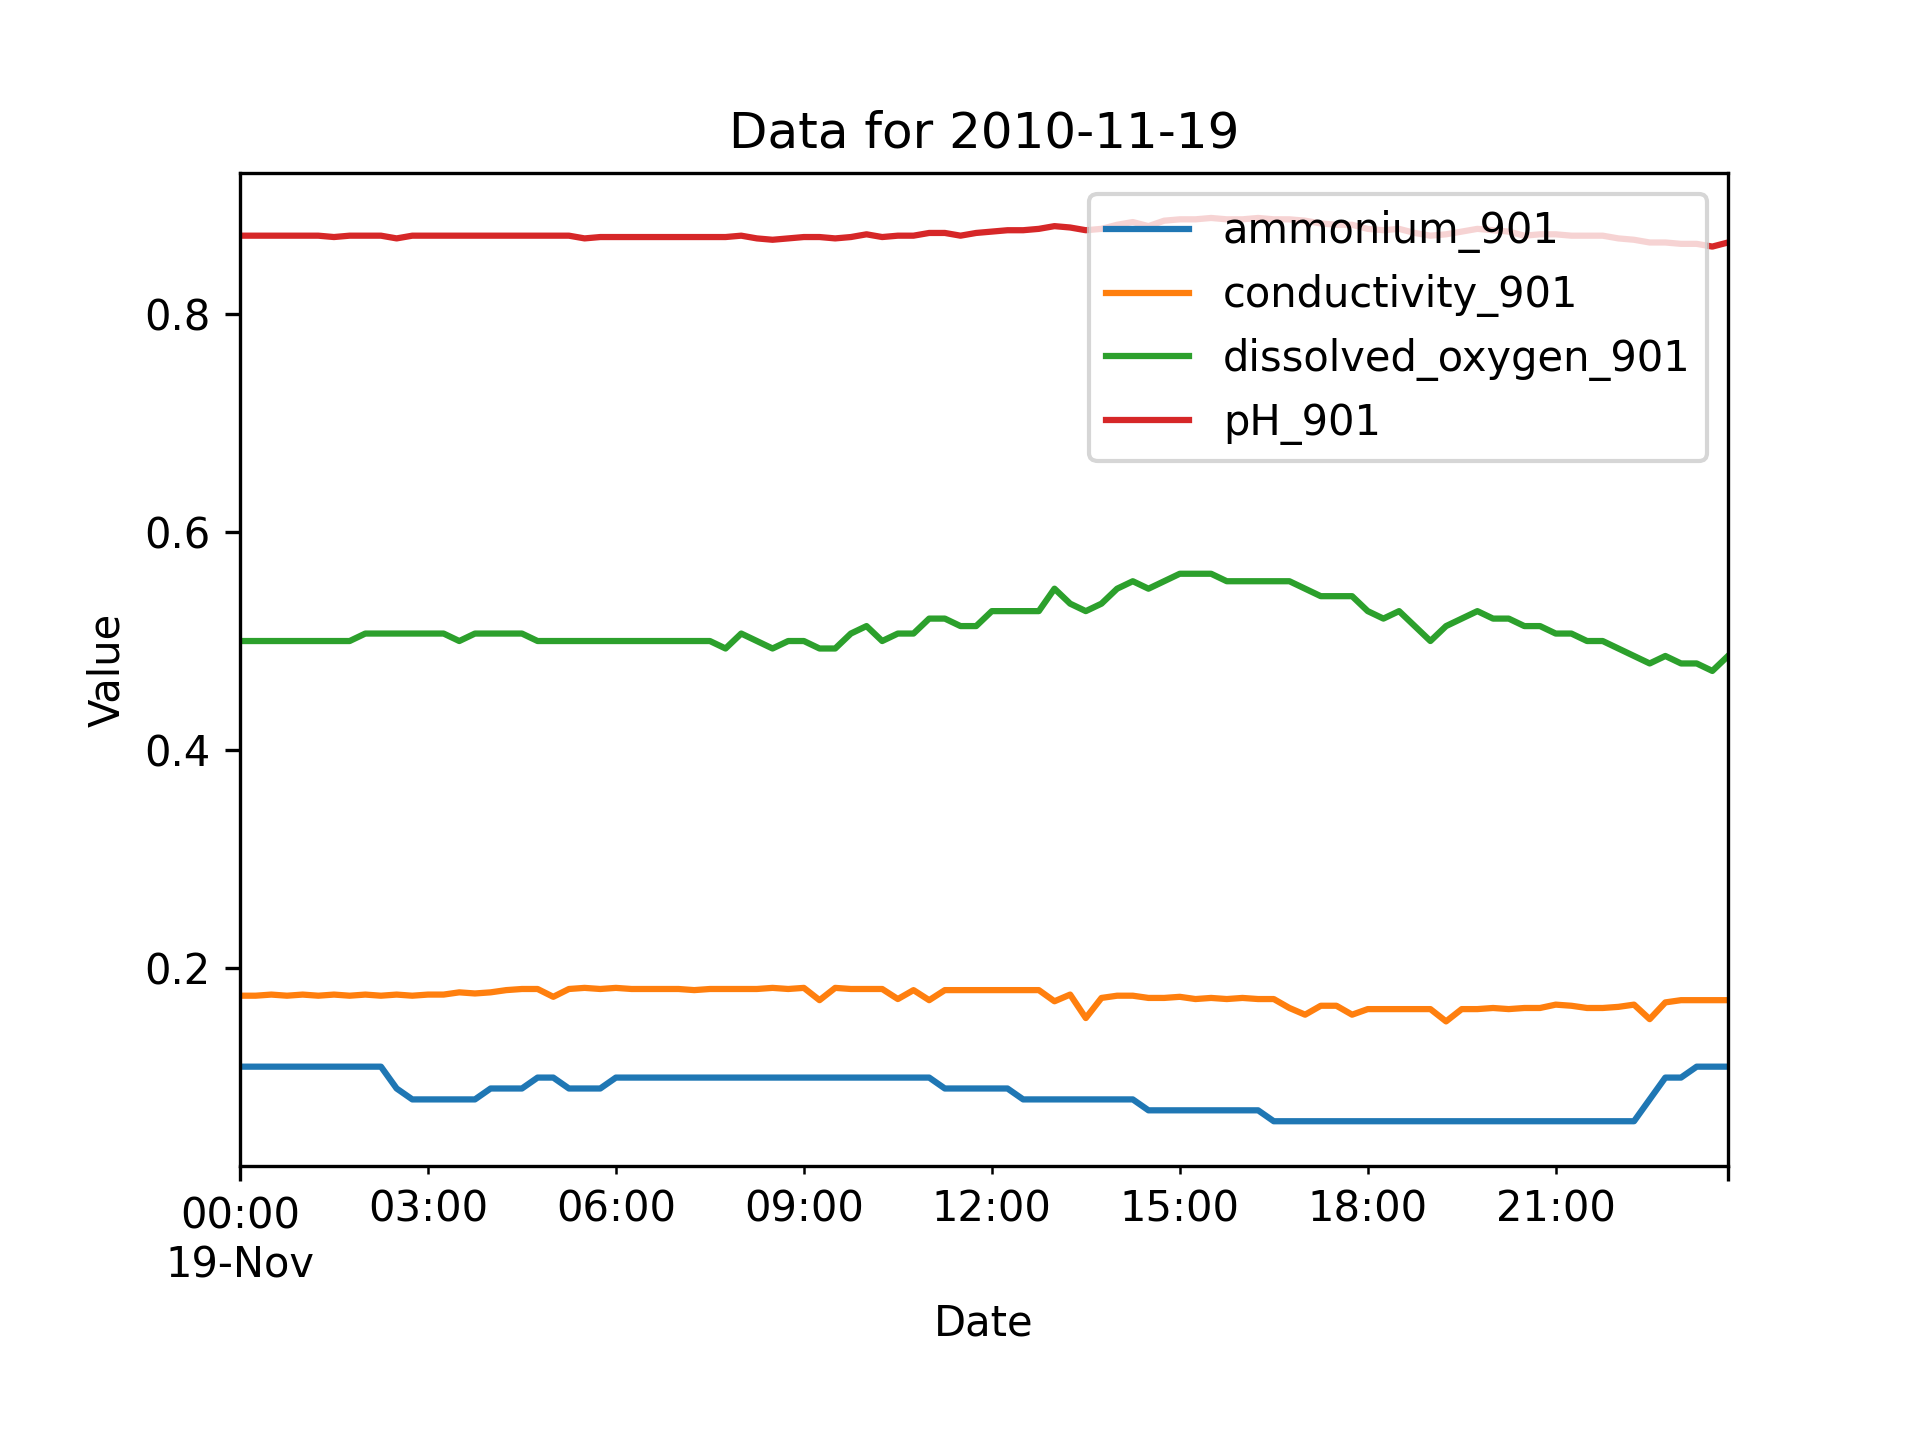 Data for 2010-11-19
ammonium_901
conductivity_901
dissolved_oxygen_901
pH_901
Value
0.8
0.6
0.4
0.2
00:00 03:00 06:00 09:00 12:00 15:00 18:00 21:00
19-Nov
Date